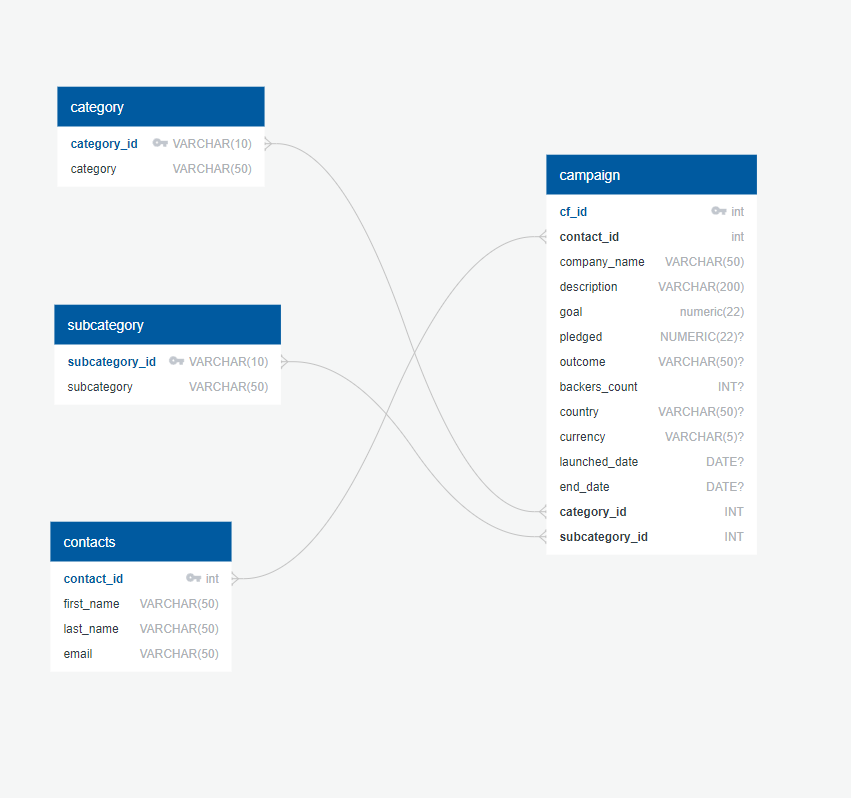 category
category_id VARCHAR(10)
category VARCHAR(50)
subcategory
subcategory_id VARCHAR(10)
subcategory VARCHAR(50)
contacts
contact_id int
first_name VARCHAR(50)
last_name VARCHAR(50)
email VARCHAR(50)
campaign
cf_id int
contact_id int
company_name VARCHAR(50)
description VARCHAR(200)
goal numeric(22)
pledged NUMERIC(22)?
outcome VARCHAR(50)?
backers_count INT?
country VARCHAR(50)?
currency VARCHAR(5)?
launched_date DATE?
end_date DATE?
category_id INT
subcategory_id INT